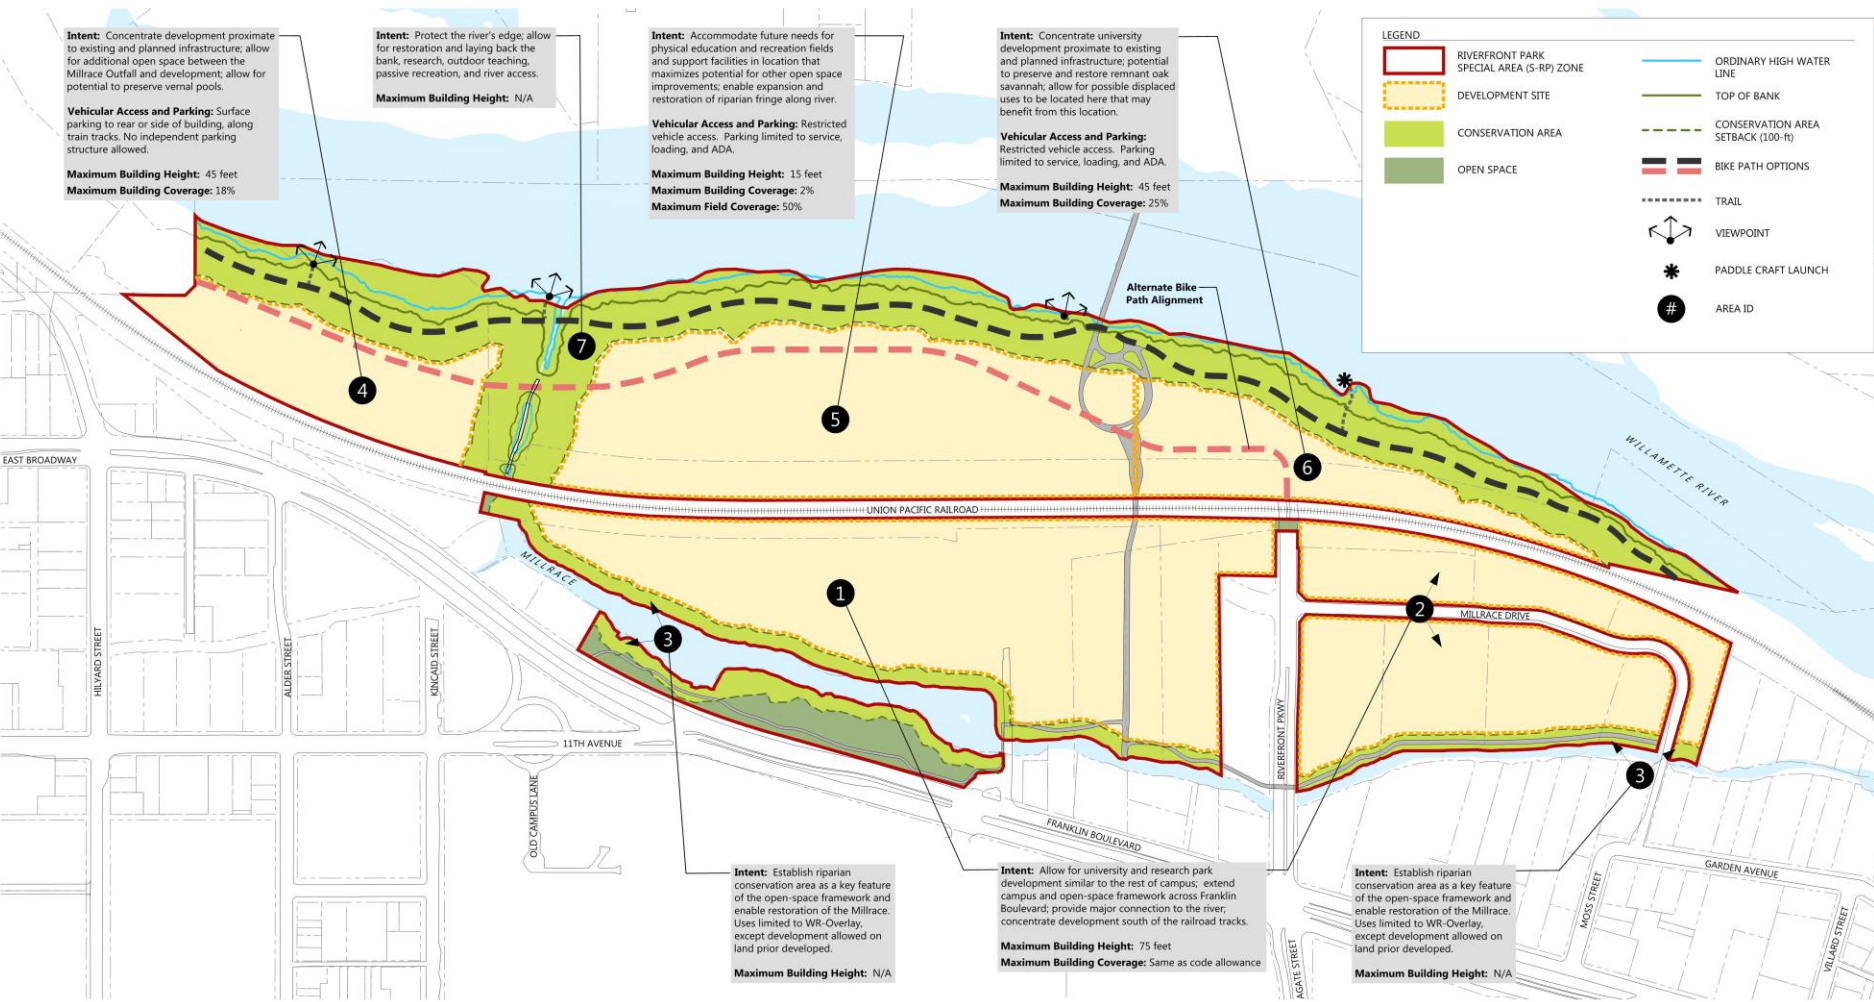 Intent: Concentrate development proximate
to existing and planned infrastructure; allow
for additional open space between the
Millrace Outfall and development; allow for
potential to preserve vernal pools.
Vehicular Access and Parking: Surface
parking to rear or side of building, along
train tracks. No independent parking
structure allowed.
Maximum Building Height: 45 feet
Maximum Building Coverage: 18%
Intent: Protect the river's edge; allow
for restoration and laying back the
bank, research, outdoor teaching,
passive recreation, and river access.
Maximum Building Height: N/A
Intent: Accommodate future needs for
physical education and recreation fields
and support facilities in location that
maximizes potential for other open space
improvements; enable expansion and
restoration of riparian fringe along river.
Vehicular Access and Parking: Restricted
vehicle access. Parking limited to service,
loading, and ADA.
Maximum Building Height: 15 feet
Maximum Building Coverage: 2%
Maximum Field Coverage: 50%
Intent: Concentrate university
development proximate to existing
and planned infrastructure; potential
to preserve and restore remnant oak
savannah; allow for possible displaced
uses to be located here that may
benefit from this location.
Vehicular Access and Parking:
Restricted vehicle access. Parking
limited to service, loading, and ADA.
Maximum Building Height: 45 feet
Maximum Building Coverage: 25%
LEGEND
RIVERFRONT PARK
SPECIAL AREA (S-RP) ZONE
DEVELOPMENT SITE
CONSERVATION AREA
OPEN SPACE
ORDINARY HIGH WATER
LINE
TOP OF BANK
CONSERVATION AREA
SETBACK (100-ft)
BIKE PATH OPTIONS
TRAIL
VIEWPOINT
PADDLE CRAFT LAUNCH
#
AREA ID
Alternate Bike
Path Alignment
7
4
5
6
WILLAMETTE RIVER
EAST BROADWAY
UNION PACIFIC RAILROAD
MILLRACE
1
2
MILLRACE DRIVE
3
HILYARD STREET
ALDER STREET
KINCAID STREET
11TH AVENUE
OLD CAMPUS LANE
RIVERFRONT PKWY
3
FRANKLIN BOULEVARD
GARDEN AVENUE
MOSS STREET
VILLARD STREET
AGATE STREET
Intent: Establish riparian
conservation area as a key feature
of the open-space framework and
enable restoration of the Millrace.
Uses limited to WR-Overlay,
except development allowed on
land prior developed.
Maximum Building Height: N/A
Intent: Allow for university and research park
development similar to the rest of campus; extend
campus and open-space framework across Franklin
Boulevard; provide major connection to the river;
concentrate development south of the railroad tracks.
Maximum Building Height: 75 feet
Maximum Building Coverage: Same as code allowance
Intent: Establish riparian
conservation area as a key feature
of the open-space framework and
enable restoration of the Millrace.
Uses limited to WR-Overlay,
except development allowed on
land prior developed.
Maximum Building Height: N/A